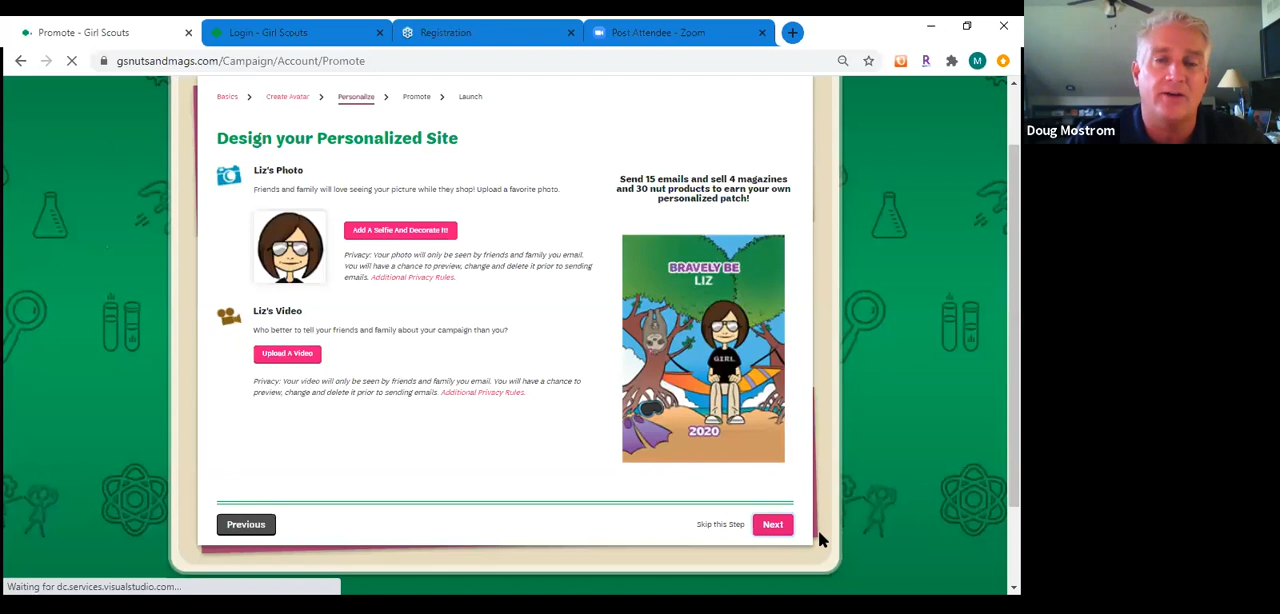 Promote - Girl Scouts
Login - Girl Scouts
Registration
Post Attendee - Zoom
gsnutsandmags.com/Campaign/Account/Promote
R
M
Doug Mostrom
Basics
Create Avatar
Personalize
Promote
Launch
Design your Personalized Site
Liz's Photo
Friends and family will love seeing your picture while they shop! Upload a favorite photo.
Add A Selfie And Decorate It!
Privacy: Your photo will only be seen by friends and family you email.
You will have a chance to preview, change and delete it prior to sending
emails. Additional Privacy Rules.
Liz's Video
Who better to tell your friends and family about your campaign than you?
Upload A Video
Privacy: Your video will only be seen by friends and family you email. You will have a chance to
preview, change and delete it prior to sending emails. Additional Privacy Rules.
Send 15 emails and sell 4 magazines
and 30 nut products to earn your own
personalized patch!
BRAVELY BE
LIZ
GIRL
2020
Previous
Skip this Step
Next
Waiting for dc.services.visualstudio.com...